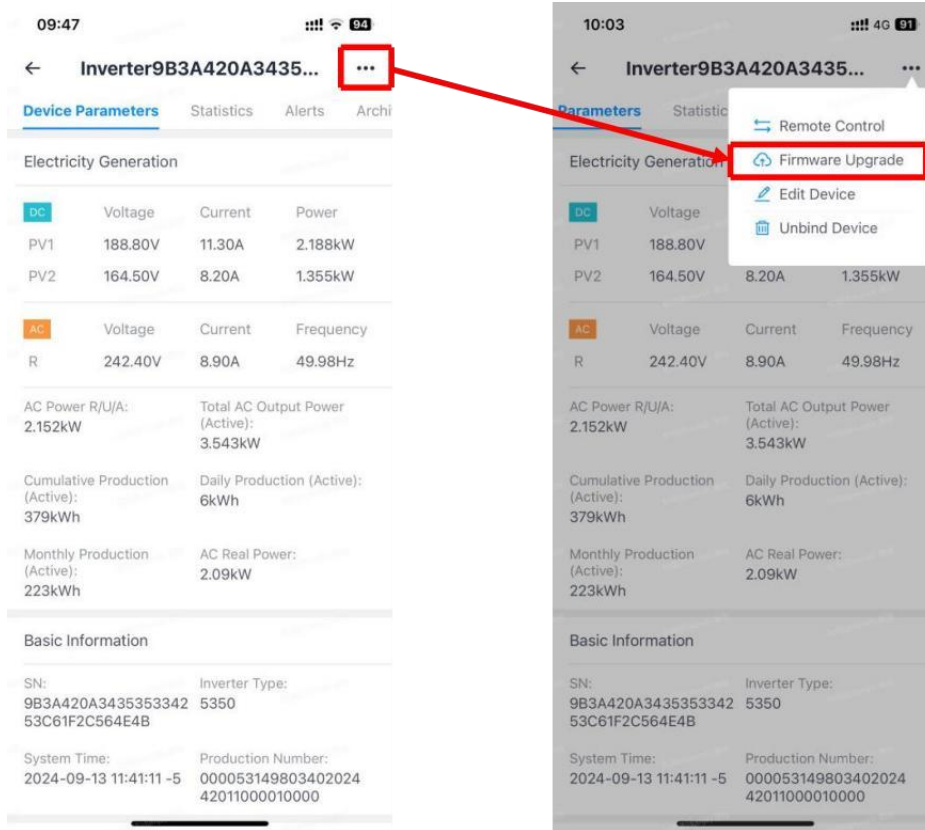 09:47
94
Inverter9B3A420A3435...
Device Parameters Statistics Alerts Archi
Electricity Generation
DC Voltage Current Power
PV1 188.80V 11.30A 2.188kW
PV2 164.50V 8.20A 1.355kW
AC Voltage Current Frequency
R 242.40V 8.90A 49.98Hz
AC Power R/U/A:
2.152kW
Total AC Output Power
(Active):
3.543kW
Cumulative Production
(Active):
379kWh
Daily Production (Active):
6kWh
Monthly Production
(Active):
223kWh
AC Real Power:
2.09kW
Basic Information
SN:
9B3A420A3435353342
53C61F2C564E4B
Inverter Type:
5350
System Time:
2024-09-13 11:41:11 -5
Production Number:
000053149803402024
42011000010000
10:03
4G 91
Inverter9B3A420A3435...
Parameters Statistic
Remote Control
Firmware Upgrade
Edit Device
Unbind Device
Electricity Generation
DC Voltage
PV1 188.80V
PV2 164.50V 8.20A 1.355kW
AC Voltage Current Frequency
R 242.40V 8.90A 49.98Hz
AC Power R/U/A:
2.152kW
Total AC Output Power
(Active):
3.543kW
Cumulative Production
(Active):
379kWh
Daily Production (Active):
6kWh
Monthly Production
(Active):
223kWh
AC Real Power:
2.09kW
Basic Information
SN:
9B3A420A3435353342
53C61F2C564E4B
Inverter Type:
5350
System Time:
2024-09-13 11:41:11 -5
Production Number:
000053149803402024
42011000010000